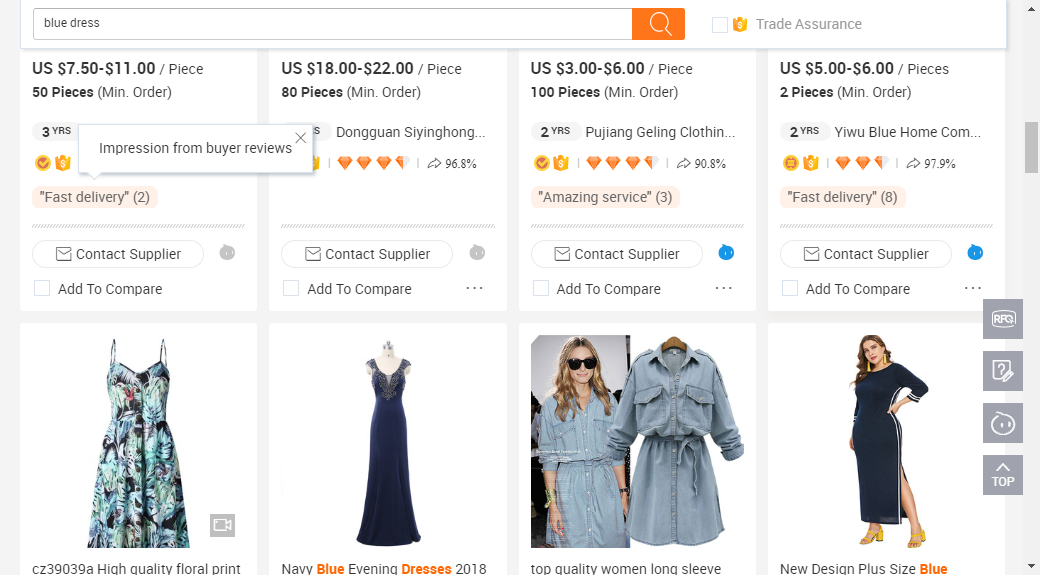 blue dress
Trade Assurance
US $7.50-$11.00 / Piece
50 Pieces (Min. Order)
US $18.00-$22.00 / Piece
80 Pieces (Min. Order)
US $3.00-$6.00 / Piece
100 Pieces (Min. Order)
US $5.00-$6.00 / Pieces
2 Pieces (Min. Order)
3 YRS
Impression from buyer reviews
Dongguan Siyinghong...
96.8%
2 YRS Pujiang Geling Clothin...
90.8%
2 YRS Yiwu Blue Home Com...
97.9%
"Fast delivery" (2)
"Amazing service" (3)
"Fast delivery" (8)
Contact Supplier
Contact Supplier
Contact Supplier
Contact Supplier
Add To Compare
Add To Compare
Add To Compare
Add To Compare
RFQ
TOP
cz39039a High quality floral print
Navy Blue Evening Dresses 2018
top quality women long sleeve
New Design Plus Size Blue